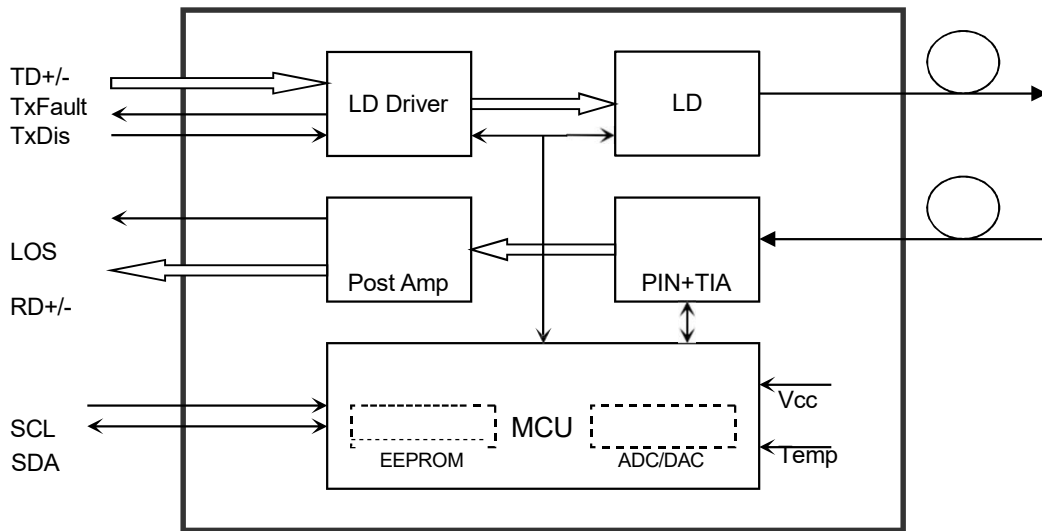 TD+/-
TxFault
TxDis
LD Driver
LD
LOS
RD+/-
Post Amp
PIN+TIA
SCL
SDA
MCU
EEPROM
ADC/DAC
Vcc
Temp